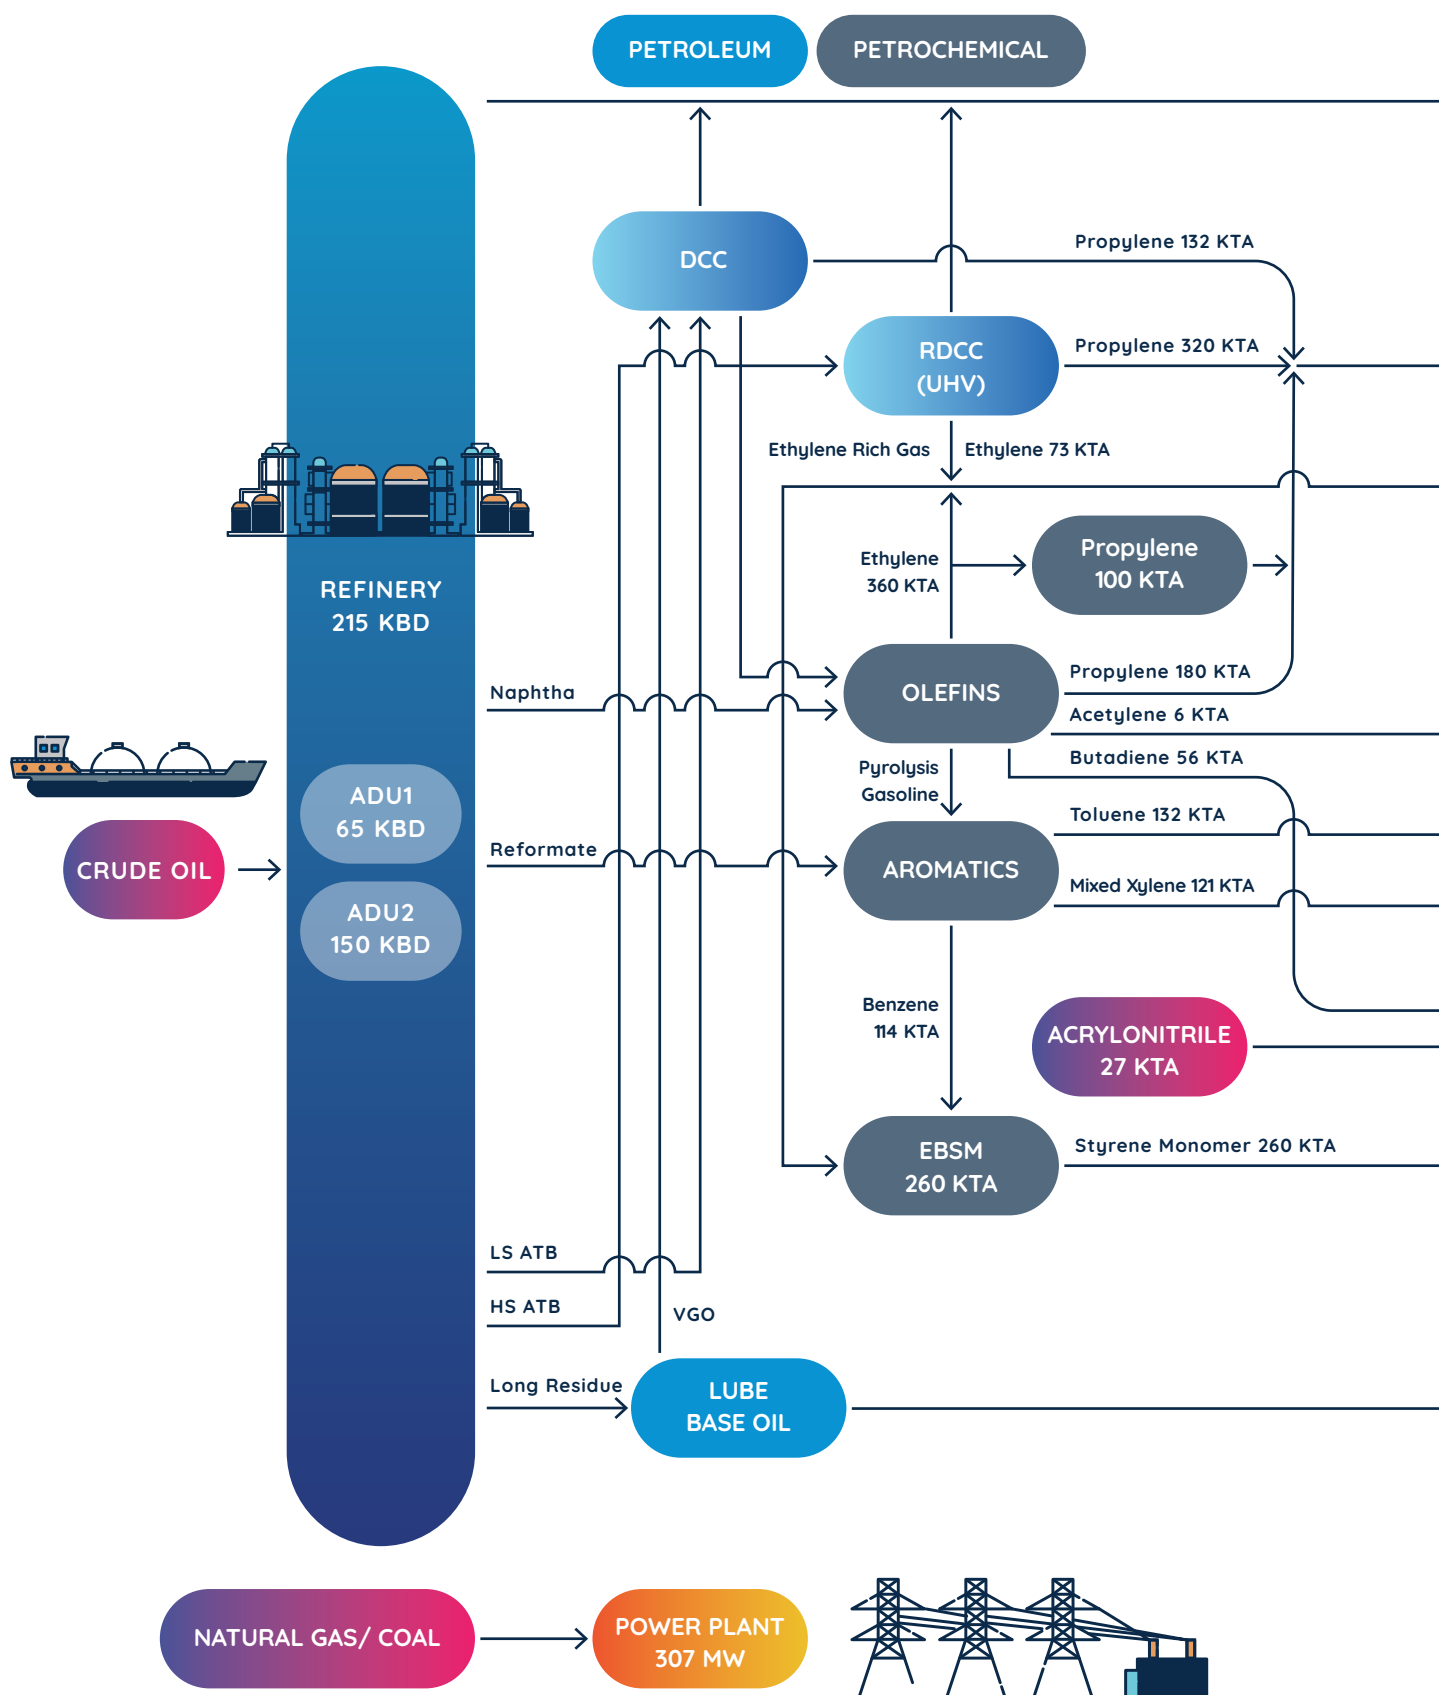 PETROLEUM
PETROCHEMICAL
DCC
Propylene 132 KTA
RDCC
(UHV)
Propylene 320 KTA
Ethylene Rich Gas
Ethylene 73 KTA
Ethylene
360 KTA
Propylene
100 KTA
REFINERY
215 KBD
Naphtha
OLEFINS
Propylene 180 KTA
Acetylene 6 KTA
Butadiene 56 KTA
Pyrolysis
Gasoline
ADU1
65 KBD
CRUDE OIL
Reformate
AROMATICS
Toluene 132 KTA
Mixed Xylene 121 KTA
ADU2
150 KBD
Benzene
114 KTA
ACRYLONITRILE
27 KTA
EBSM
260 KTA
Styrene Monomer 260 KTA
LS ATB
HS ATB
VGO
Long Residue
LUBE
BASE OIL
NATURAL GAS/ COAL
POWER PLANT
307 MW